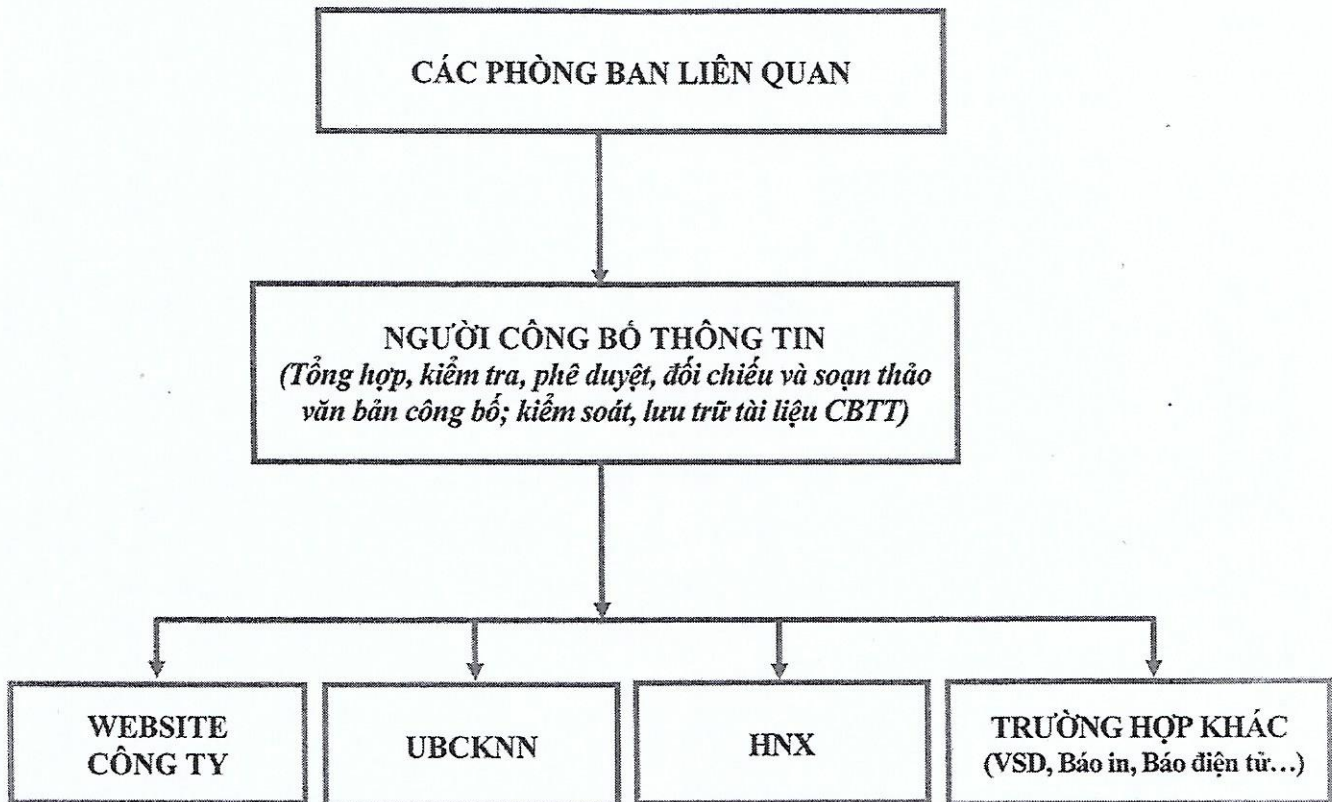 CÁC PHÒNG BAN LIÊN QUAN
NGƯỜI CÔNG BỐ THÔNG TIN
(Tổng hợp, kiểm tra, phê duyệt, đối chiếu và soạn thảo
văn bản công bố; kiểm soát, lưu trữ tài liệu CBTT)
WEBSITE
CÔNG TY
UBCKNN
HNX
TRƯỜNG HỢP KHÁC
(VSD, Báo in, Báo điện tử...)